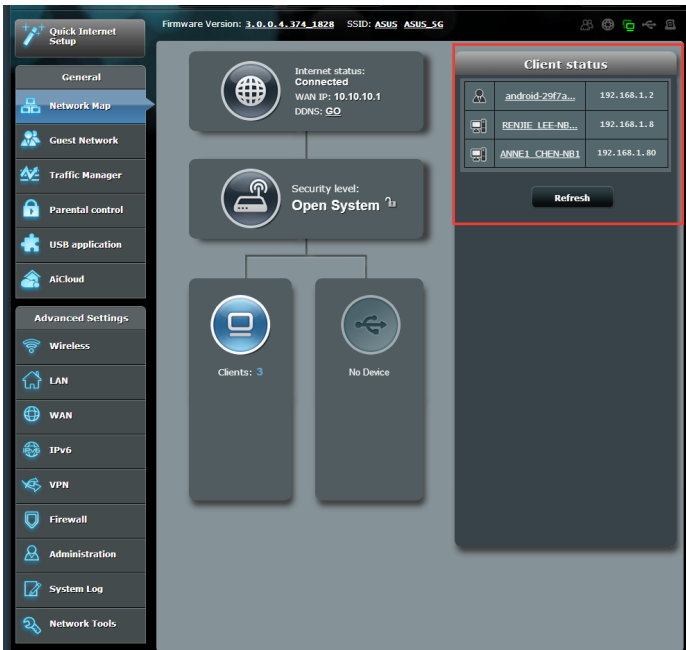 Quick Internet
Setup
Firmware Version: 3.0.0.4.374_1828 SSID: ASUS ASUS_5G
General
Network Map
Guest Network
Traffic Manager
Parental control
USB application
AiCloud
Advanced Settings
Wireless
LAN
WAN
IPv6
IPv6
VPN
Firewall
Administration
System Log
Network Tools
Internet status:
Connected
WAN IP: 10.10.10.1
DDNS: GO
Security level:
Open System
Clients: 3
No Device
Client status
android-29f7a... 192.168.1.2
RENJIE_LEE-NB... 192.168.1.8
ANNE1_CHEN-NB1 192.168.1.80
Refresh